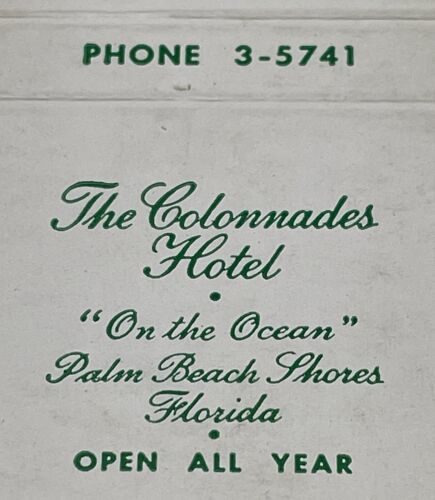 PHONE 3-5741
The Colonnades
Hotel
•
“On the Ocean”
Palm Beach Shores
Florida
•
OPEN ALL YEAR